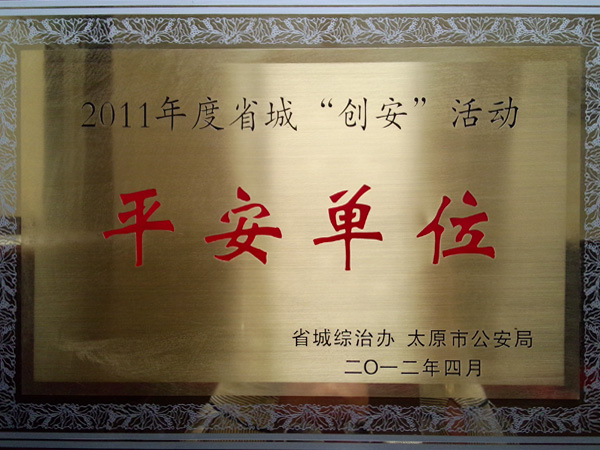 2011年度省城“创安”活动
平安单位
省城综治办 太原市公安局
二〇一二年四月